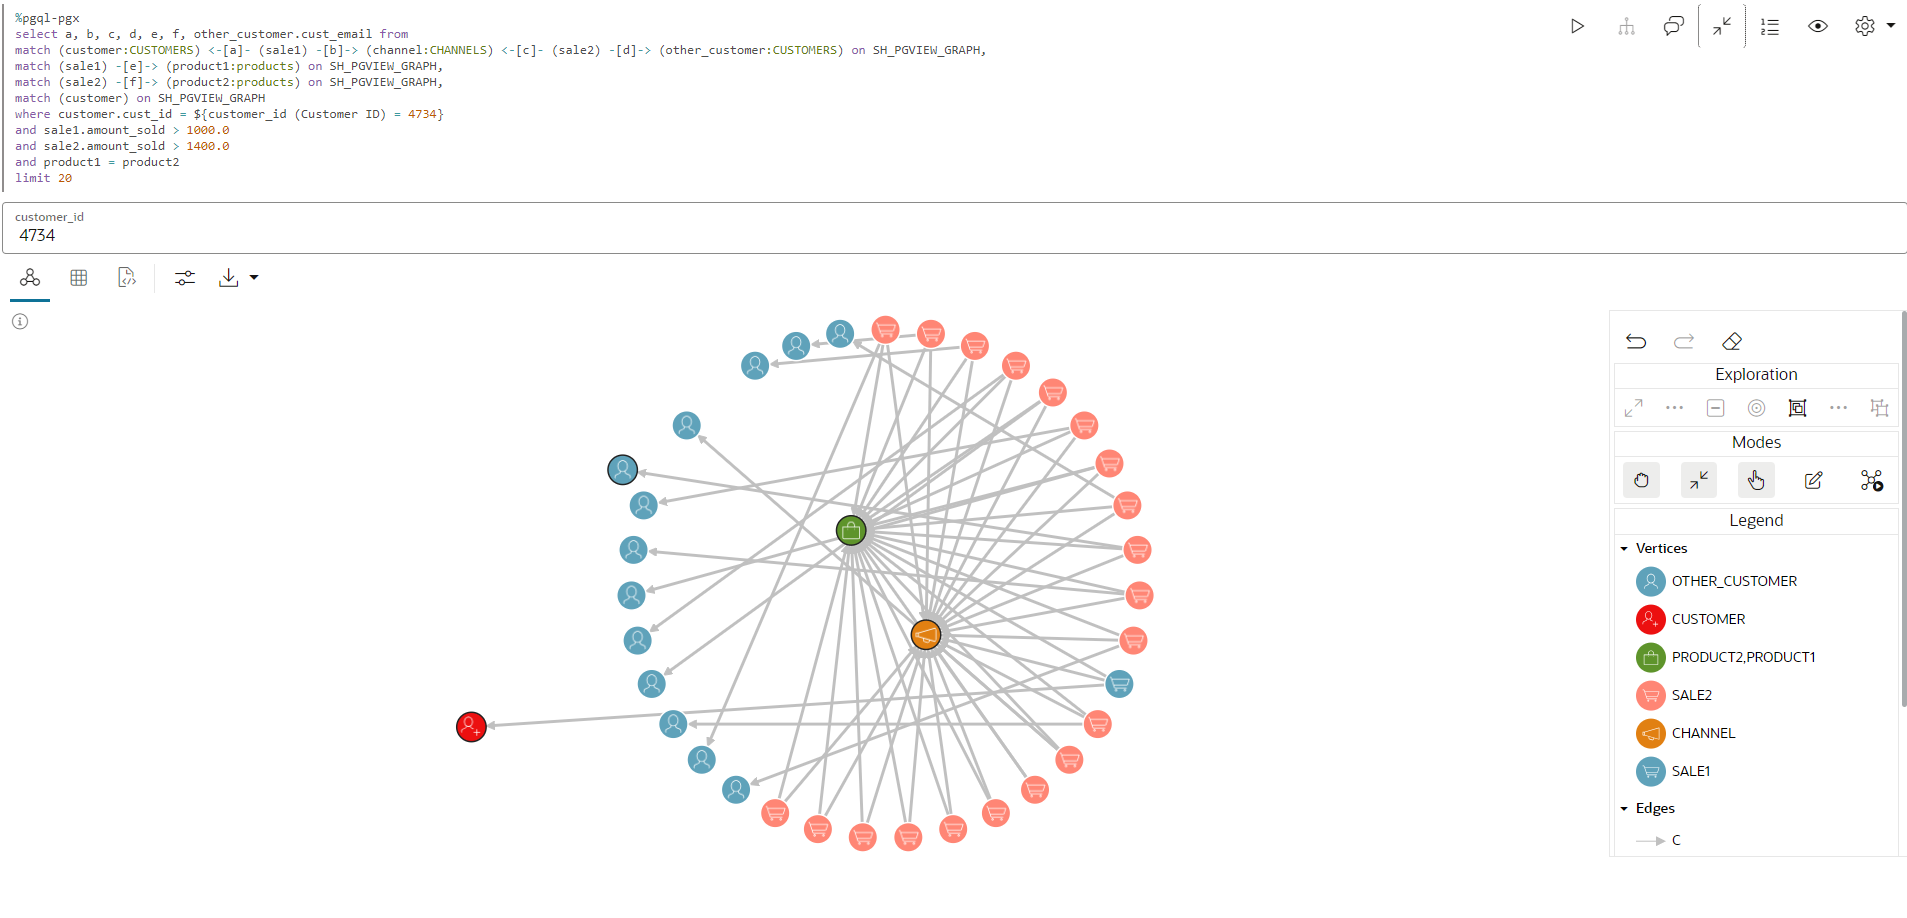 %pgql-pgx
select a, b, c, d, e, f, other_customer.cust_email from
match (customer:CUSTOMERS) <-[a]- (sale1) -[b]-> (channel:CHANNELS) <-[c]- (sale2) -[d]-> (other_customer:CUSTOMERS) on SH_PGVIEW_GRAPH,
match (sale1) -[e]-> (product1:products) on SH_PGVIEW_GRAPH,
match (sale2) -[f]-> (product2:products) on SH_PGVIEW_GRAPH,
match (customer) on SH_PGVIEW_GRAPH
where customer.cust_id = ${customer_id (Customer ID) = 4734}
and sale1.amount_sold > 1000.0
and sale2.amount_sold > 1400.0
and product1 = product2
limit 20
customer_id
4734
Exploration
Modes
Legend
Vertices
OTHER_CUSTOMER
CUSTOMER
PRODUCT2,PRODUCT1
SALE2
CHANNEL
SALE1
Edges
C